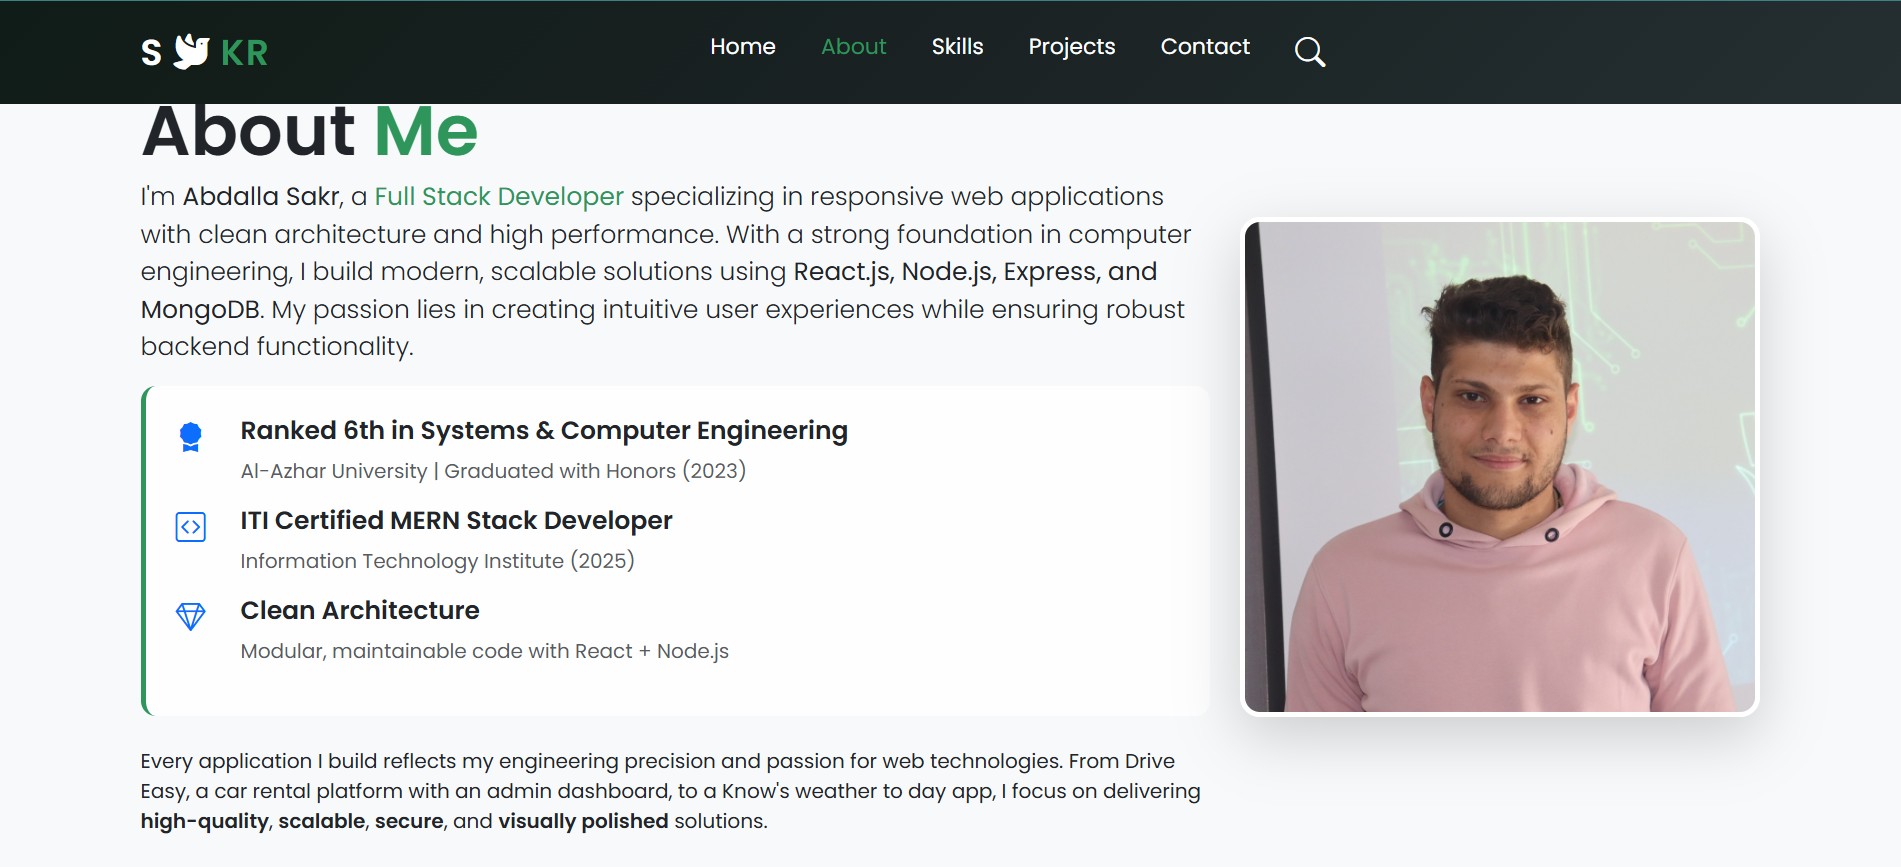 S KR
Home About Skills Projects Contact
About Me
I'm Abdalla Sakr, a Full Stack Developer specializing in responsive web applications
with clean architecture and high performance. With a strong foundation in computer
engineering, I build modern, scalable solutions using React.js, Node.js, Express, and
MongoDB. My passion lies in creating intuitive user experiences while ensuring robust
backend functionality.
Ranked 6th in Systems & Computer Engineering
Al-Azhar University | Graduated with Honors (2023)
ITI Certified MERN Stack Developer
Information Technology Institute (2025)
Clean Architecture
Modular, maintainable code with React + Node.js
Every application I build reflects my engineering precision and passion for web technologies. From Drive
Easy, a car rental platform with an admin dashboard, to a Know's weather to day app, I focus on delivering
high-quality, scalable, secure, and visually polished solutions.